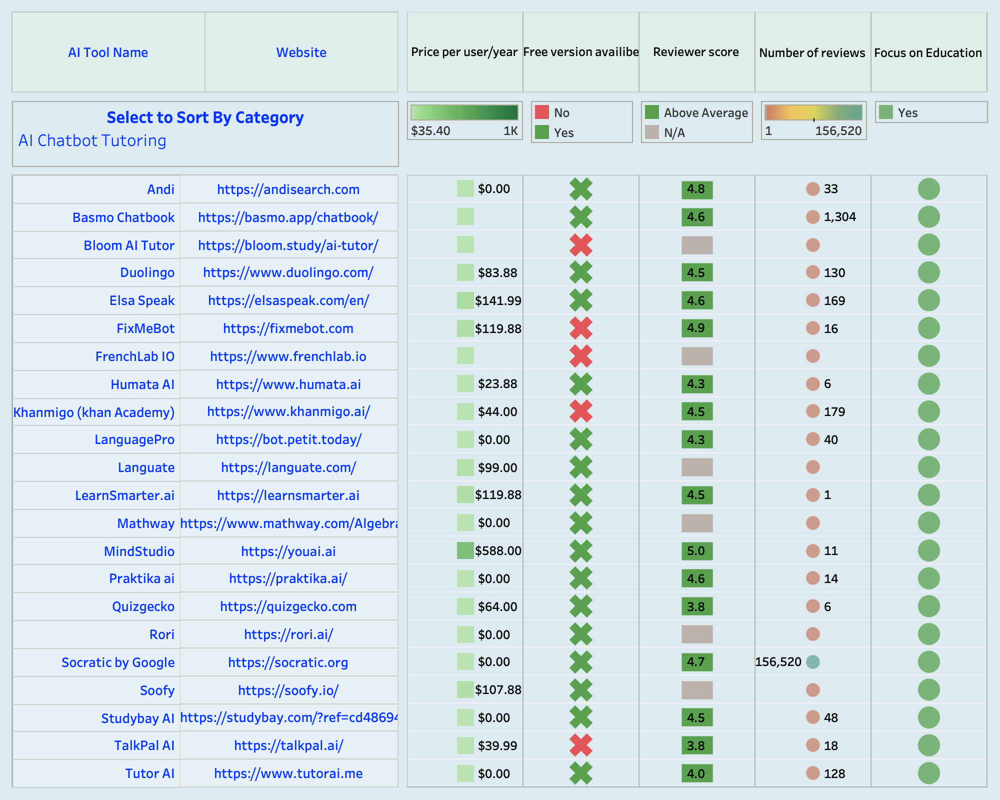 AI Tool Name Website Price per user/year Free version availibe Reviewer score Number of reviews Focus on Education
Select to Sort By Category
AI Chatbot Tutoring
$35.40 1K
No
Yes
Above Average
N/A
1 156,520
Yes
Andi https://andisearch.com $0.00 4.8 33
Basmo Chatbook https://basmo.app/chatbook/ 4.6 1,304
Bloom AI Tutor https://bloom.study/ai-tutor/
Duolingo https://www.duolingo.com/ $83.88 4.5 130
Elsa Speak https://elsaspeak.com/en/ $141.99 4.6 169
FixMeBot https://fixmebot.com $119.88 4.9 16
FrenchLab IO https://www.frenchlab.io
Humata AI https://www.humata.ai $23.88 4.3 6
Khanmigo (khan Academy) https://www.khanmigo.ai/ $44.00 4.5 179
LanguagePro https://bot.petit.today/ $0.00 4.3 40
Languate https://languate.com/ $99.00
LearnSmarter.ai https://learnsmarter.ai $119.88 4.5 1
Mathway https://www.mathway.com/Algebra $0.00
MindStudio https://youai.ai $588.00 5.0 11
Praktika ai https://praktika.ai/ $0.00 4.6 14
Quizgecko https://quizgecko.com $64.00 3.8 6
Rori https://rori.ai/ $0.00
Socratic by Google https://socratic.org $0.00 4.7 156,520
Soofy https://soofy.io/ $107.88
Studybay AI https://studybay.com/?ref=cd48694 $0.00 4.5 48
TalkPal AI https://talkpal.ai/ $39.99 3.8 18
Tutor AI https://www.tutorai.me $0.00 4.0 128